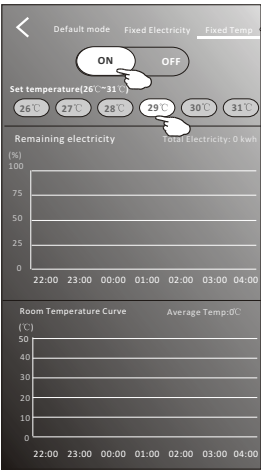 Default mode Fixed Electricity Fixed Temp
ON OFF
Set temperature(26℃~31℃)
26℃ 27℃ 28℃ 29℃ 30℃ 31℃
Remaining electricity Total Electricity: 0 kwh
(%)
100
75
50
25
0
22:00 23:00 00:00 01:00 02:00 03:00 04:00
Room Temperature Curve Average Temp:0℃
(℃)
50
40
30
20
10
0
22:00 23:00 00:00 01:00 02:00 03:00 04:00